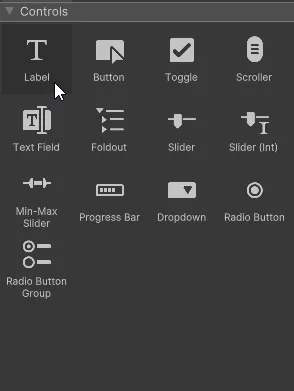 Controls
Label
Button
Toggle
Scroller
Text Field
Foldout
Slider
Slider (Int)
Min-Max
Slider
Progress Bar
Dropdown
Radio Button
Radio Button
Group